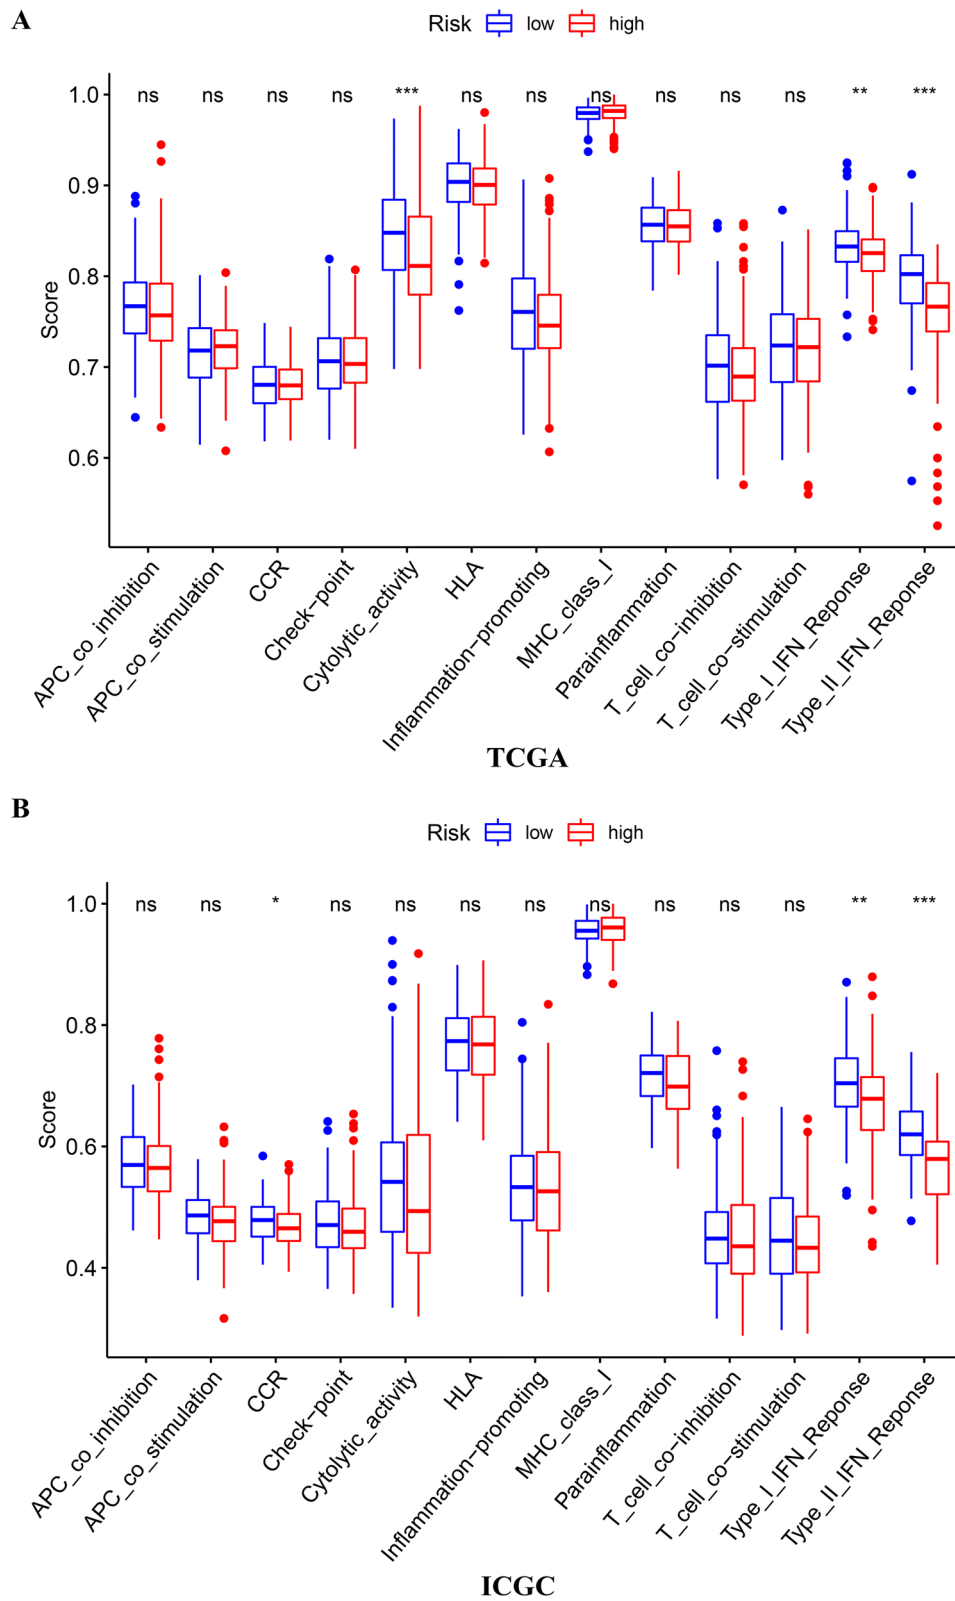 A
Risk low high
ns ns ns ns *** ns ns ns ns ns ns ** ***
1.0
0.9
0.8
0.7
0.6
Score
APC_co_inhibition
APC_co_stimulation
CCR
Check-point
Cytolytic_activity
HLA
Inflammation-promoting
MHC_class_I
Parainflammation
T_cell_co-inhibition
T_cell_co-stimulation
Type_I_IFN_Reponse
Type_II_IFN_Reponse
TCGA
B
Risk low high
ns ns * ns ns ns ns ns ns ns ns ** ***
1.0
0.8
0.6
0.4
Score
APC_co_inhibition
APC_co_stimulation
CCR
Check-point
Cytolytic_activity
HLA
Inflammation-promoting
MHC_class_I
Parainflammation
T_cell_co-inhibition
T_cell_co-stimulation
Type_I_IFN_Reponse
Type_II_IFN_Reponse
ICGC